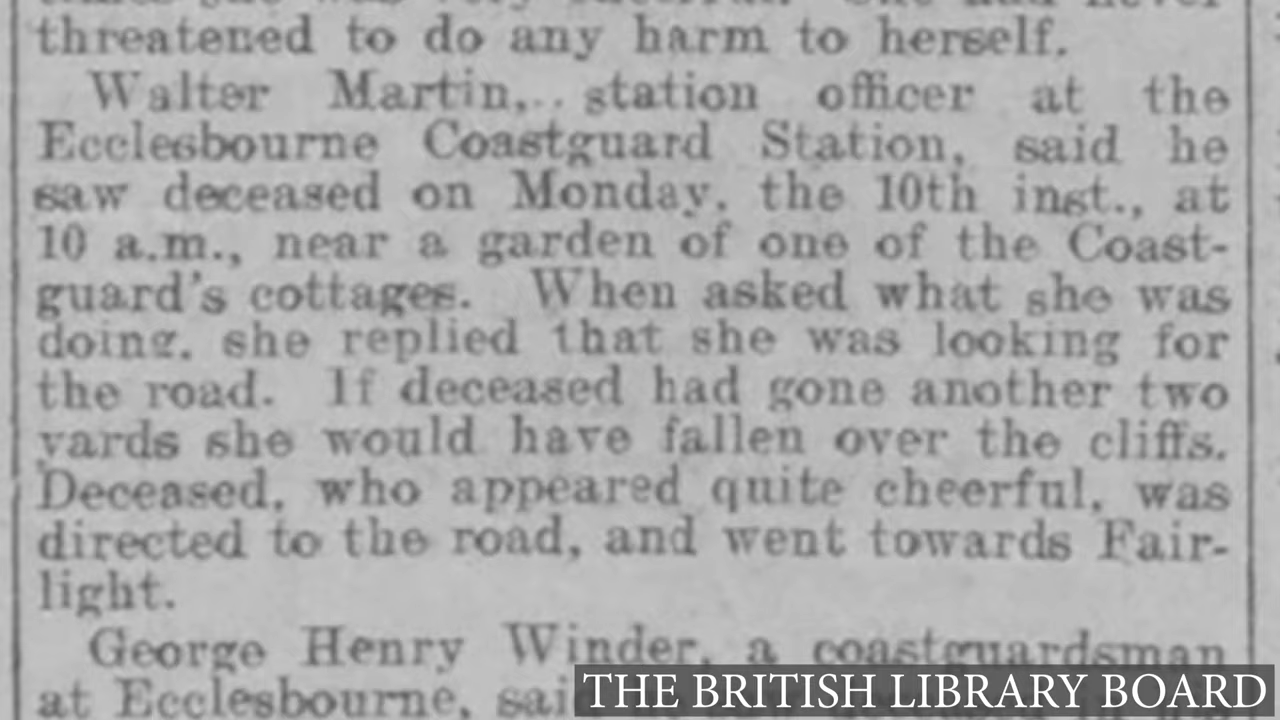 threatened to do any harm to herself.
Walter Martin, station officer at the
Ecclesbourne Coastguard Station, said he
saw deceased on Monday, the 10th inst., at
10 a.m., near a garden of one of the Coast-
guard's cottages. When asked what she was
doing, she replied that she was looking for
the road. If deceased had gone another two
yards she would have fallen over the cliffs.
Deceased, who appeared quite cheerful, was
directed to the road, and went towards Fair-
light.
George Henry Winder, a coastguardsman
at Ecclesbourne,
THE BRITISH LIBRARY BOARD